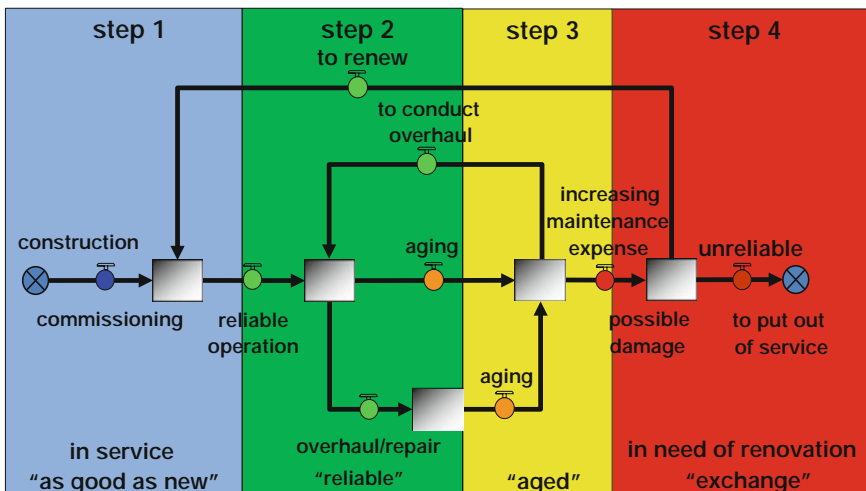 step 1
step 2
step 3
step 4
to renew
to conduct
overhaul
increasing
maintenance
expense
construction
aging
unreliable
commissioning
reliable
operation
possible
damage
to put out
of service
aging
overhaul/repair
in service
"as good as new"
"reliable"
"aged"
in need of renovation
"exchange"